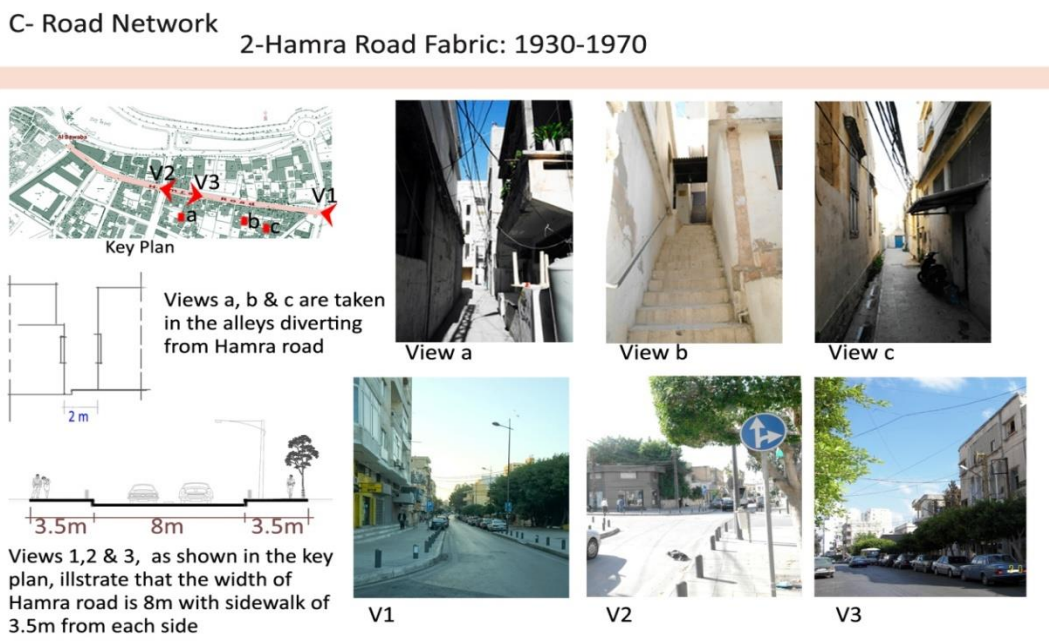 C- Road Network
2-Hamra Road Fabric: 1930-1970
V2
V3
V1
a
b
c
Key Plan
Views a, b & c are taken
in the alleys diverting
from Hamra road
2 m
3.5m
8m
3.5m
Views 1,2 & 3, as shown in the key
plan, illstrate that the width of
Hamra road is 8m with sidewalk of
3.5m from each side
View a
View b
View c
V1
V2
V3